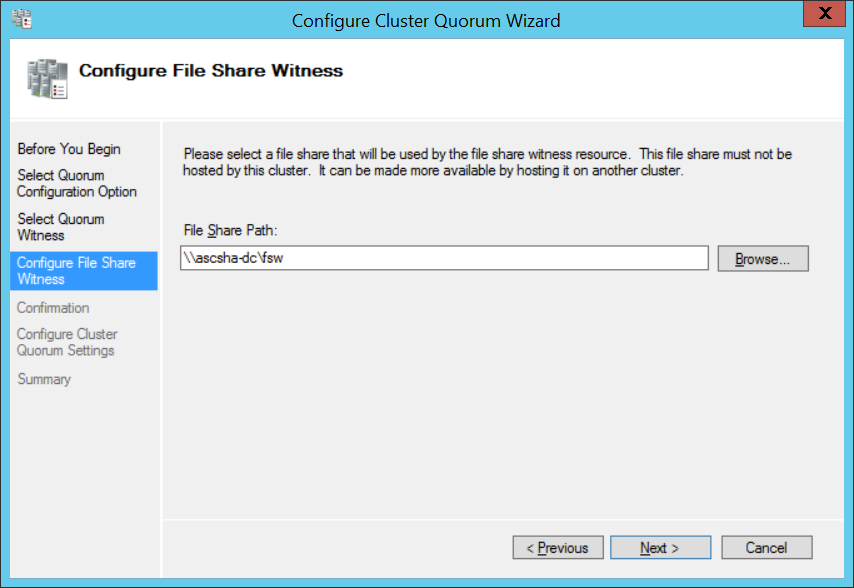 Configure Cluster Quorum Wizard
X
Configure File Share Witness
Before You Begin
Select Quorum
Configuration Option
Select Quorum
Witness
Configure File Share
Witness
Confirmation
Configure Cluster
Quorum Settings
Summary
Please select a file share that will be used by the file share witness resource.  This file share must not be
hosted by this cluster.  It can be made more available by hosting it on another cluster.
File Share Path:
\\ascsha-dc\fsw
Browse...
< Previous
Next >
Cancel